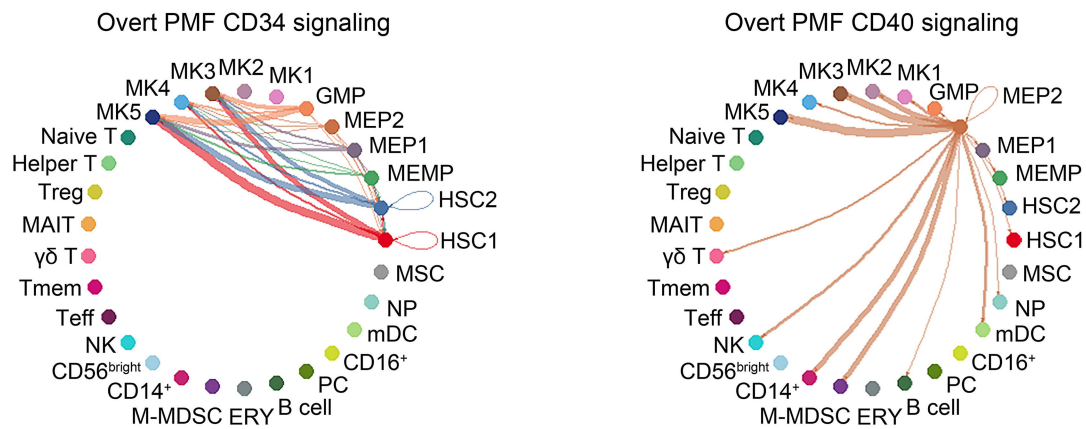 Overt PMF CD34 signaling
MK5
MK4
MK3
MK2
MK1
GMP
MEP2
MEP1
MEMP
HSC2
HSC1
MSC
NP
mDC
CD16⁺
PC
B cell
ERY
M-MDSC
CD14⁺
CD56ᵇʳⁱᵍʰᵗ
NK
Teff
Tmem
γδ T
MAIT
Treg
Helper T
Naive T
Overt PMF CD40 signaling
MK5
MK4
MK3
MK2
MK1
GMP
MEP2
MEP1
MEMP
HSC2
HSC1
MSC
NP
mDC
CD16⁺
PC
B cell
ERY
M-MDSC
CD14⁺
CD56ᵇʳⁱᵍʰᵗ
NK
Teff
Tmem
γδ T
MAIT
Treg
Helper T
Naive T